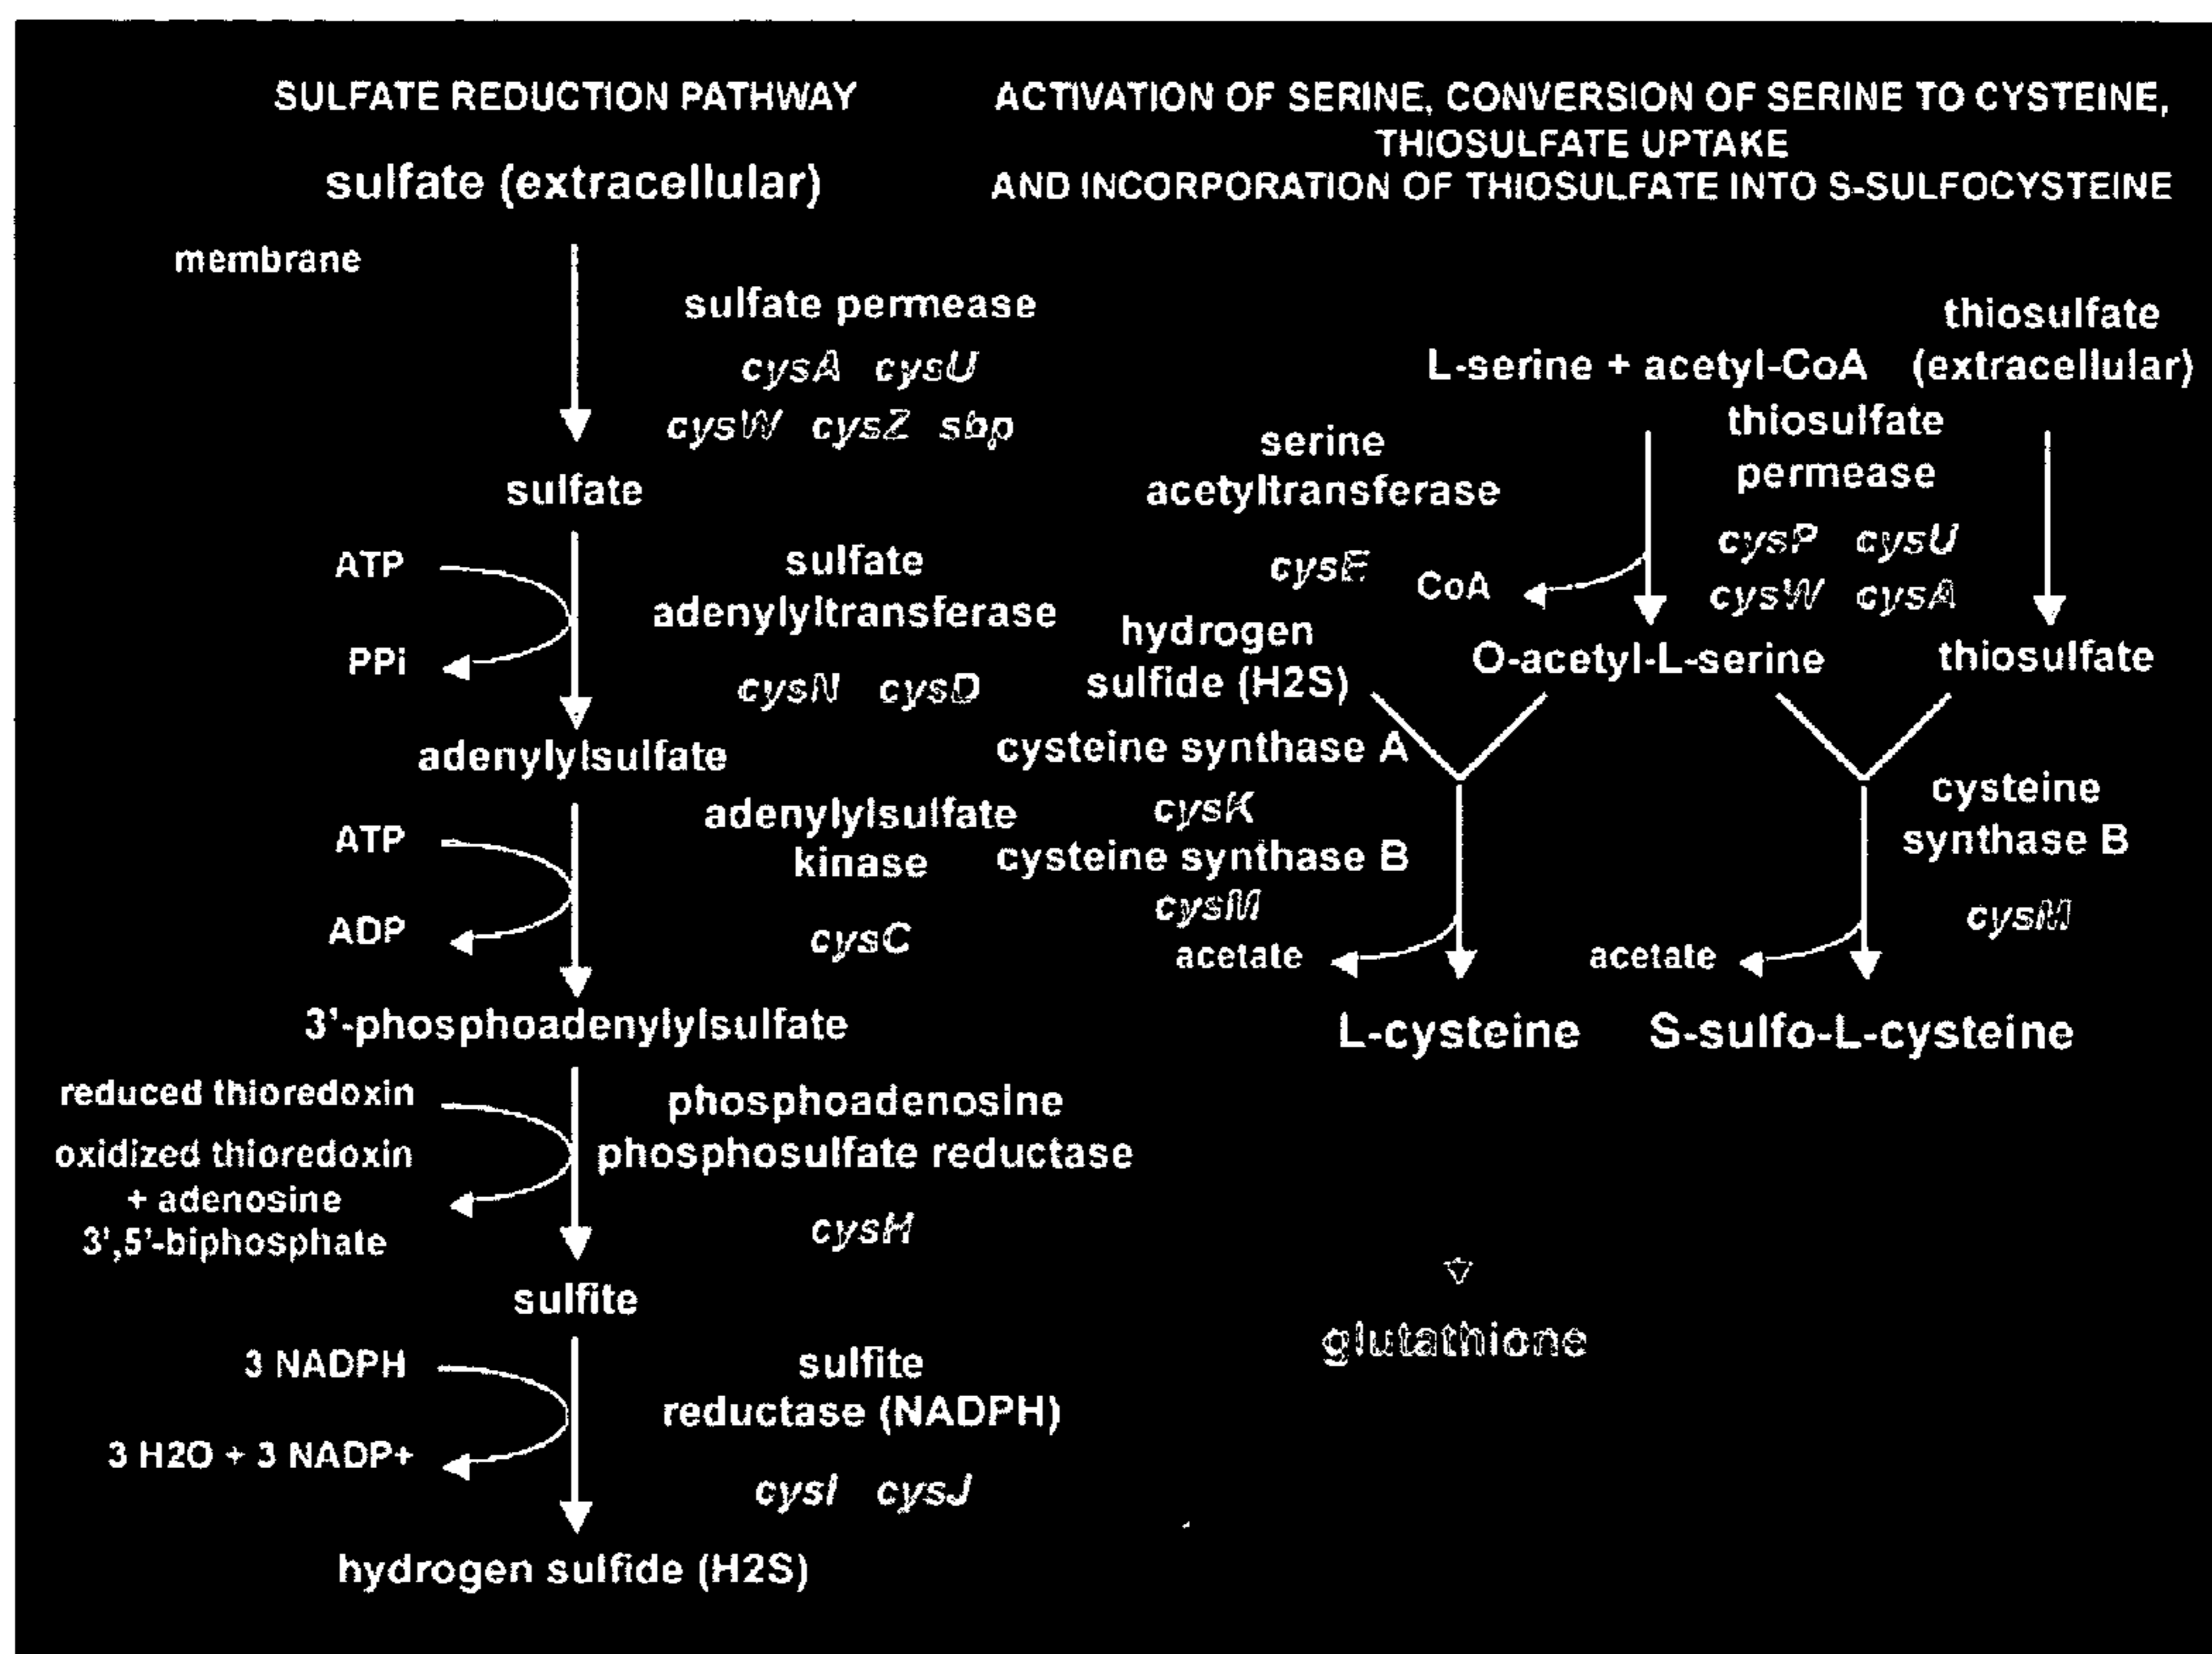 SULFATE REDUCTION PATHWAY
sulfate (extracellular)
membrane
sulfate permease
cysA cysU
cysW cysZ sbp
sulfate
ATP
PPi
sulfate
adenylyltransferase
cysN cysD
adenylylsulfate
ATP
ADP
adenylylsulfate
kinase
cysC
3'-phosphoadenylylsulfate
reduced thioredoxin
oxidized thioredoxin
+ adenosine
3',5'-biphosphate
phosphoadenosine
phosphosulfate reductase
cysH
sulfite
3 NADPH
3 H2O + 3 NADP+
sulfite
reductase (NADPH)
cysI cysJ
hydrogen sulfide (H2S)
ACTIVATION OF SERINE, CONVERSION OF SERINE TO CYSTEINE,
THIOSULFATE UPTAKE
AND INCORPORATION OF THIOSULFATE INTO S-SULFOCYSTEINE
L-serine + acetyl-CoA
thiosulfate
(extracellular)
serine
acetyltransferase
cysE
CoA
thiosulfate
permease
cysP cysU
cysW cysA
hydrogen
sulfide (H2S)
O-acetyl-L-serine
thiosulfate
cysteine synthase A
cysK
cysteine synthase B
cysM
acetate
cysteine
synthase B
cysM
acetate
L-cysteine
S-sulfo-L-cysteine
glutathione